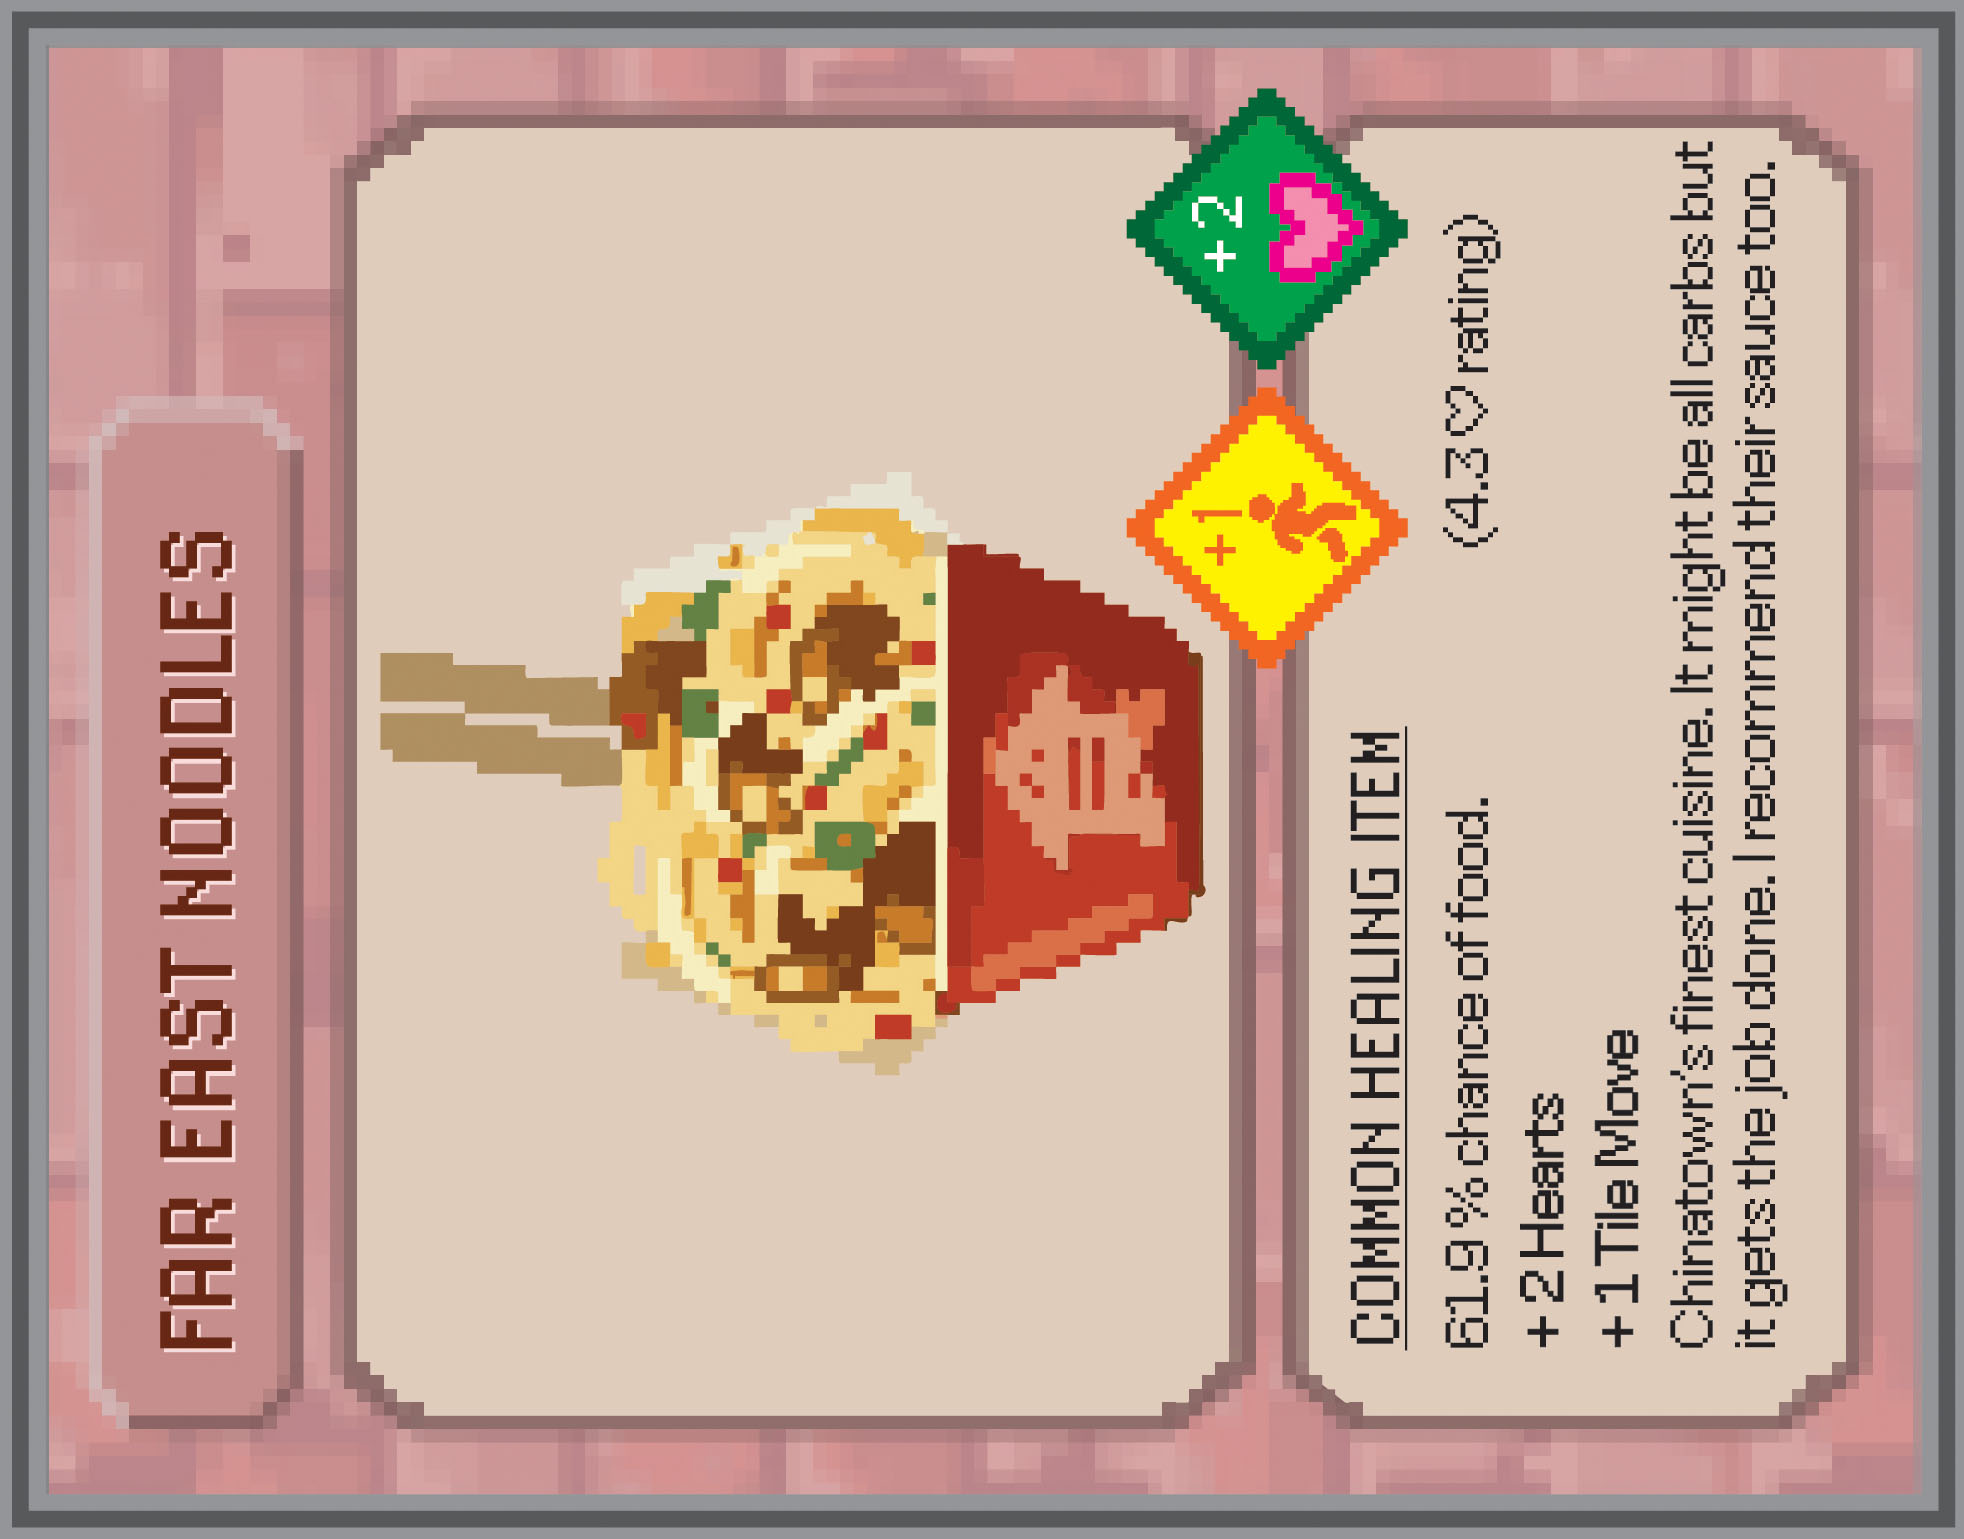 FAR EAST NOODLES
+1
+2
COMMON HEALING ITEM
61.9 % chance of food. (4.3 ♡ rating)
+ 2 Hearts
+ 1 Tile Move
Chinatown's finest cuisine. It might be all carbs but
it gets the job done. I recommend their sauce too.